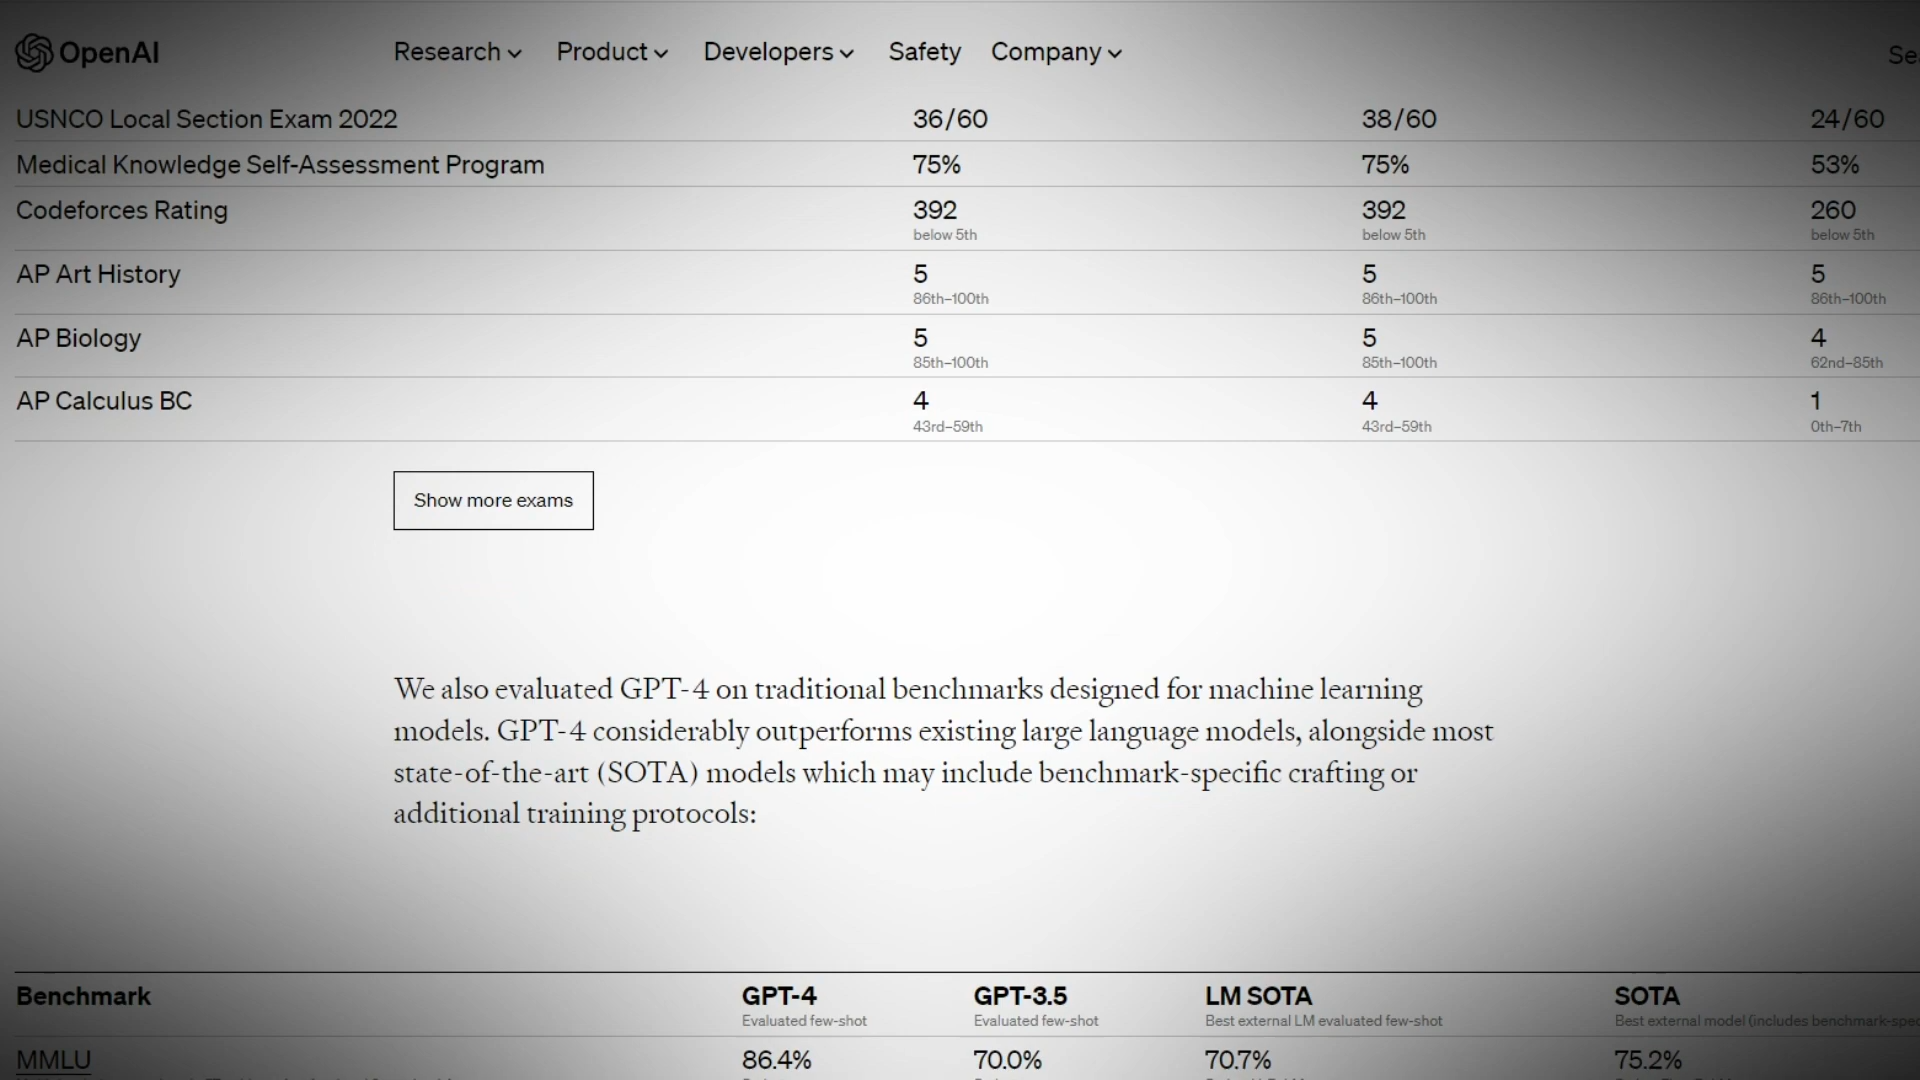 OpenAI Research Product Developers Safety Company
USNCO Local Section Exam 2022 36/60 38/60 24/60
Medical Knowledge Self-Assessment Program 75% 75% 53%
Codeforces Rating 392 392 260
below 5th below 5th below 5th
AP Art History 5 5 5
86th–100th 86th–100th 86th–100th
AP Biology 5 5 4
85th–100th 85th–100th 62nd–85th
AP Calculus BC 4 4 1
43rd–59th 43rd–59th 0th–7th
Show more exams
We also evaluated GPT-4 on traditional benchmarks designed for machine learning
models. GPT-4 considerably outperforms existing large language models, alongside most
state-of-the-art (SOTA) models which may include benchmark-specific crafting or
additional training protocols:
Benchmark GPT-4 GPT-3.5 LM SOTA SOTA
Evaluated few-shot Evaluated few-shot Best external LM evaluated few-shot Best external model (includes benchmark-spec
MMLU 86.4% 70.0% 70.7% 75.2%